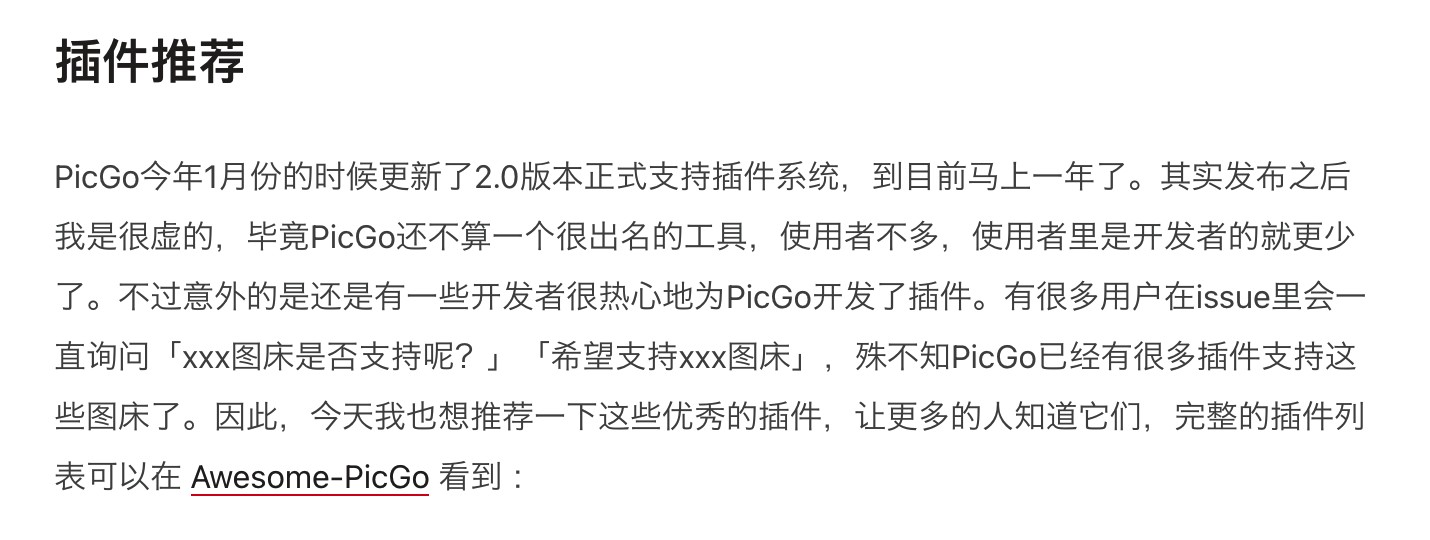 插件推荐
PicGo今年1月份的时候更新了2.0版本正式支持插件系统，到目前马上一年了。其实发布之后
我是很虚的，毕竟PicGo还不算一个很出名的工具，使用者不多，使用者里是开发者的就更少
了。不过意外的是还是有一些开发者很热心地为PicGo开发了插件。有很多用户在issue里会一
直询问「xxx图床是否支持呢？」「希望支持xxx图床」，殊不知PicGo已经有很多插件支持这
些图床了。因此，今天我也想推荐一下这些优秀的插件，让更多的人知道它们，完整的插件列
表可以在 Awesome-PicGo 看到：